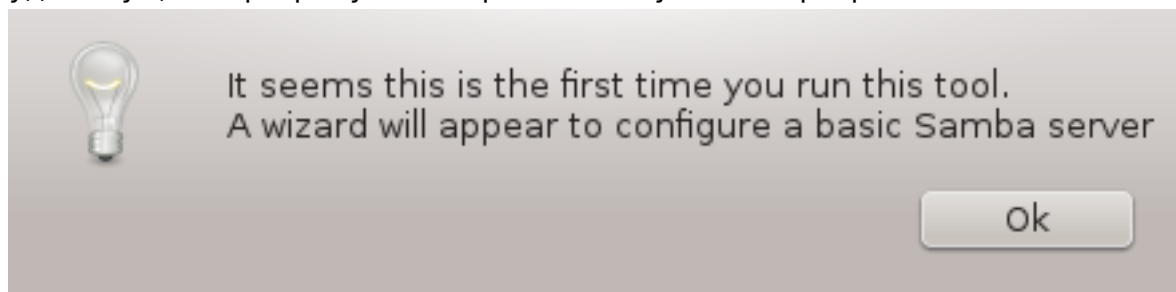 It seems this is the first time you run this tool.
A wizard will appear to configure a basic Samba server
Ok